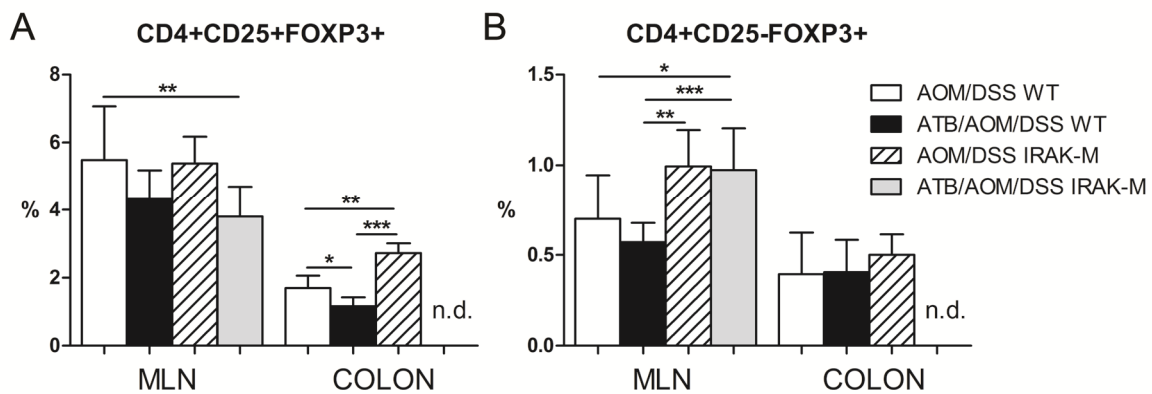 A
CD4+CD25+FOXP3+
8
6
4
2
0
%
**
**
***
*
n.d.
MLN
COLON
B
CD4+CD25-FOXP3+
1.5
1.0
0.5
0.0
%
*
***
**
n.d.
MLN
COLON
AOM/DSS WT
ATB/AOM/DSS WT
AOM/DSS IRAK-M
ATB/AOM/DSS IRAK-M